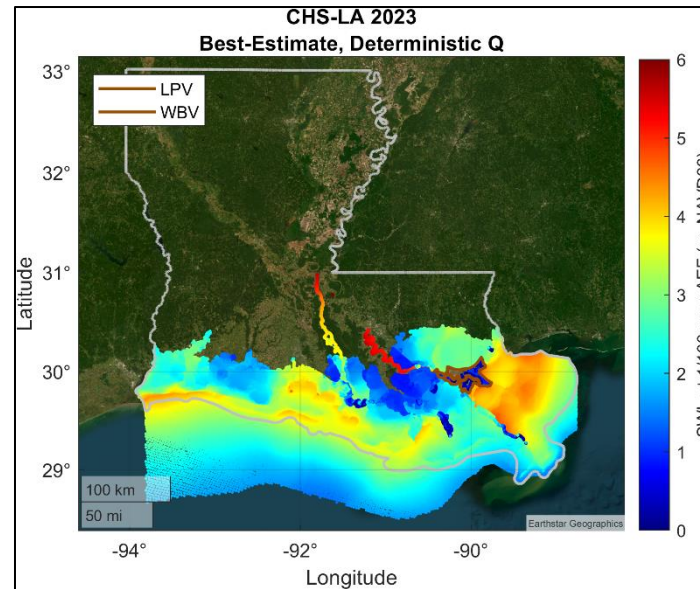 CHS-LA 2023
Best-Estimate, Deterministic Q
LPV
WBV
33°
32°
31°
30°
29°
Latitude
100 km
50 mi
Earthstar Geographics
-94°
-92°
-90°
Longitude
6
5
4
3
2
1
0